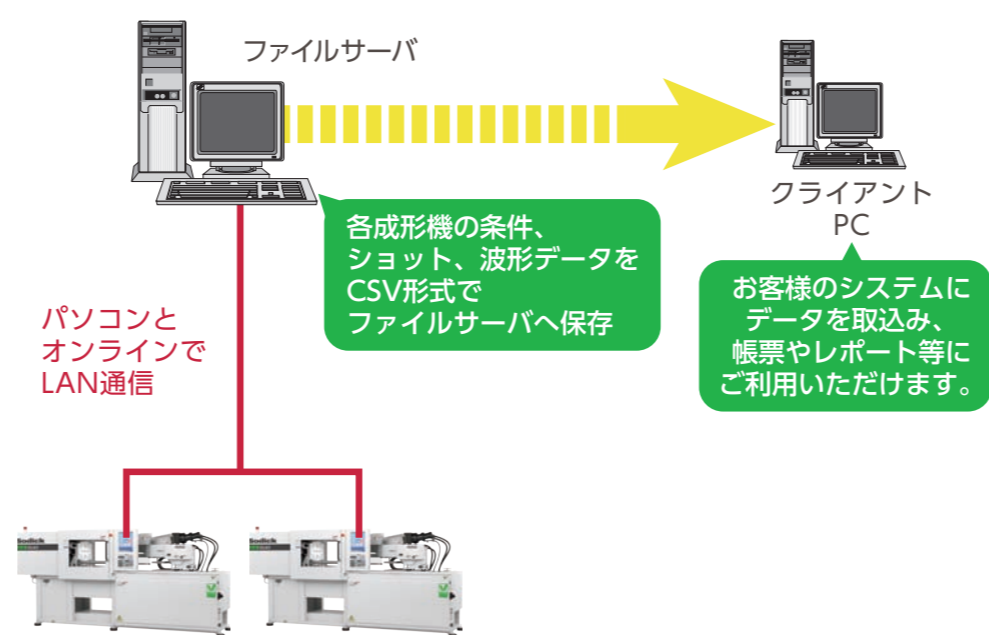 ファイルサーバ
クライアント
PC
各成形機の条件、
ショット、波形データを
CSV形式で
ファイルサーバへ保存
お客様のシステムに
データを取込み、
帳票やレポート等に
ご利用いただけます。
パソコンと
オンラインで
LAN通信
Sodick
Sodick